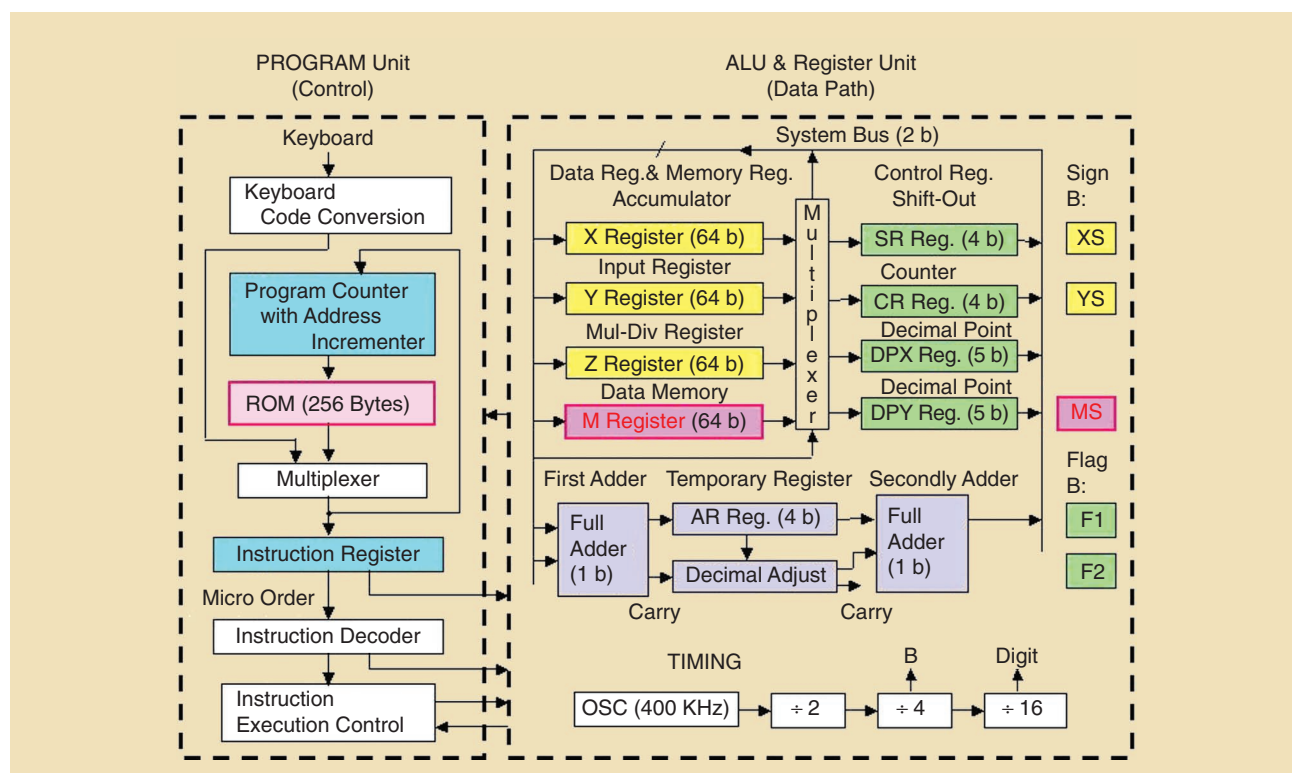 PROGRAM Unit
(Control)
Keyboard
Keyboard
Code Conversion
Program Counter
with Address
Incrementer
ROM (256 Bytes)
Multiplexer
Instruction Register
Micro Order
Instruction Decoder
Instruction
Execution Control
ALU & Register Unit
(Data Path)
System Bus (2 b)
Data Reg.& Memory Reg.
Accumulator
X Register (64 b)
Input Register
Y Register (64 b)
Mul-Div Register
Z Register (64 b)
Data Memory
M Register (64 b)
Multiplexer
Control Reg.
Shift-Out
SR Reg. (4 b)
Counter
CR Reg. (4 b)
Decimal Point
DPX Reg. (5 b)
Decimal Point
DPY Reg. (5 b)
Sign
B:
XS
YS
MS
Flag
B:
F1
F2
First Adder
Full
Adder
(1 b)
Temporary Register
AR Reg. (4 b)
Decimal Adjust
Secondly Adder
Full
Adder
(1 b)
Carry
Carry
TIMING
B
Digit
OSC (400 KHz)
÷ 2
÷ 4
÷ 16